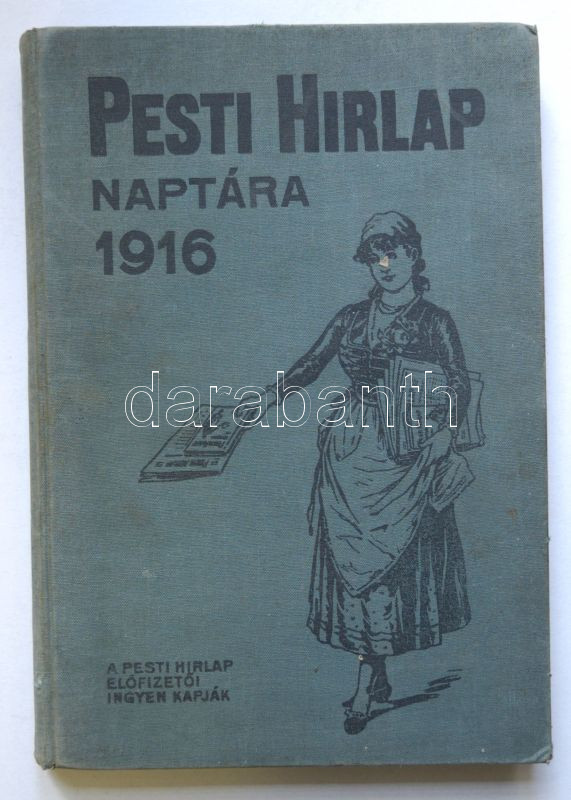 PESTI HIRLAP
NAPTÁRA
1916
darabanth
A PESTI HIRLAP
ELŐFIZETŐI
INGYEN KAPJÁK